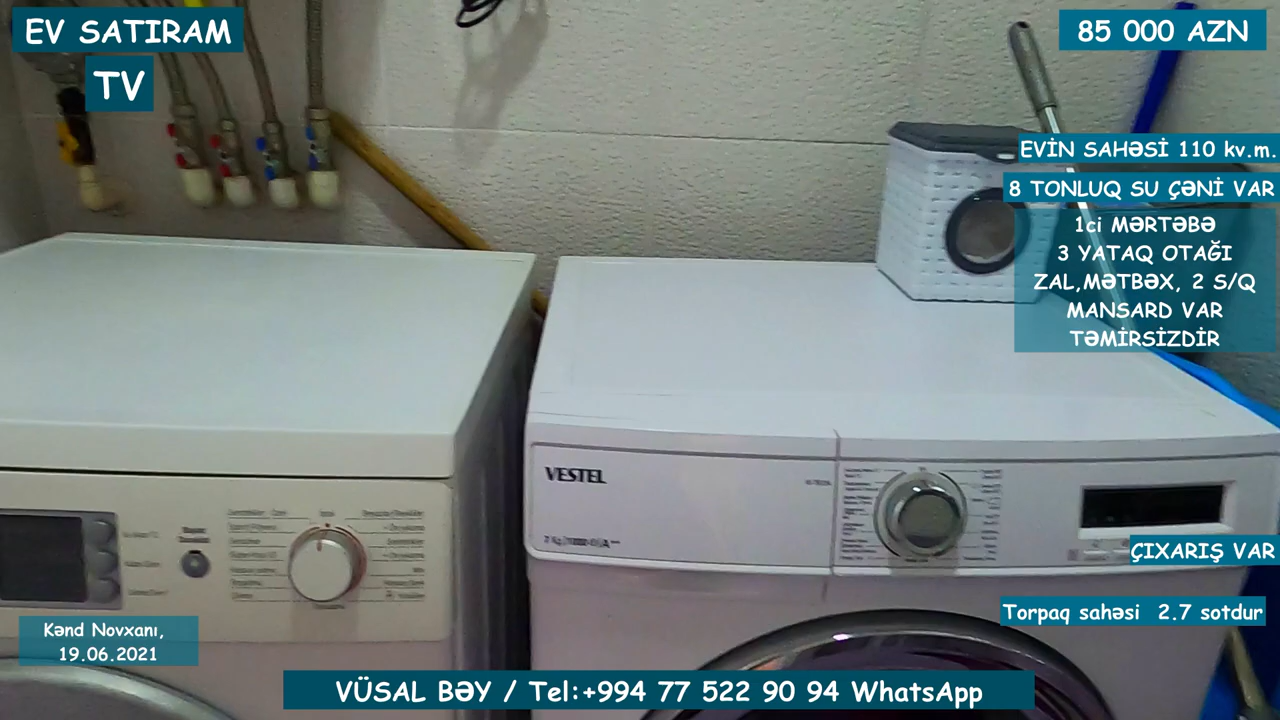 EV SATIRAM
TV
85 000 AZN
EVİN SAHƏSİ 110 kv.m.
8 TONLUQ SU ÇƏNİ VAR
1ci MƏRTƏBƏ
3 YATAQ OTAĞI
ZAL,MƏTBƏX, 2 S/Q
MANSARD VAR
TƏMİRSİZDİR
VESTEL
ÇIXARIŞ VAR
Torpaq sahəsi 2.7 sotdur
Kənd Novxanı,
19.06.2021
VÜSAL BƏY / Tel:+994 77 522 90 94 WhatsApp